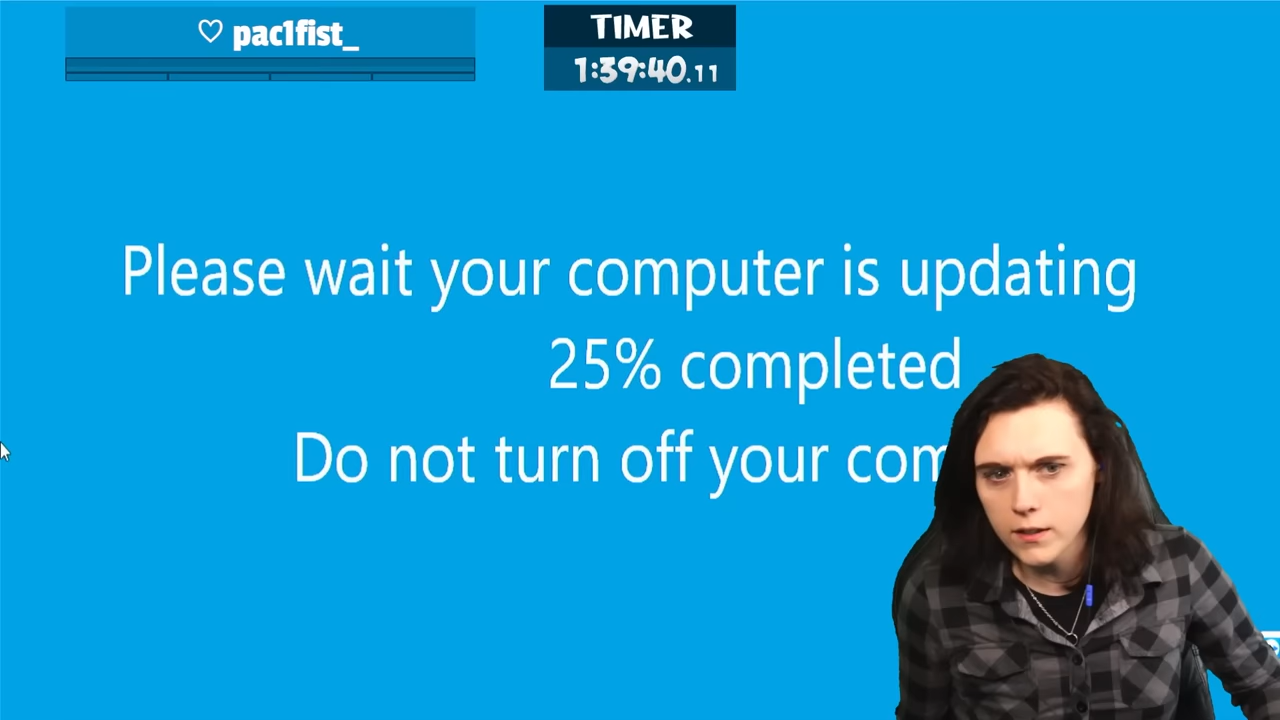 ♡ pac1fist_
TIMER
1:39:40.11
Please wait your computer is updating
25% completed
Do not turn off your com